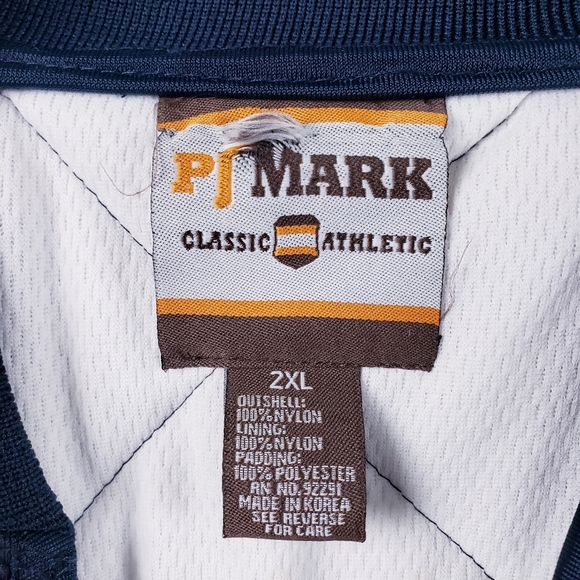 PJ MARK
CLASSIC ATHLETIC
2XL
OUTSHELL:
100% NYLON
LINING:
100% NYLON
PADDING:
100% POLYESTER
RN NO. 92291
MADE IN KOREA
SEE REVERSE
FOR CARE